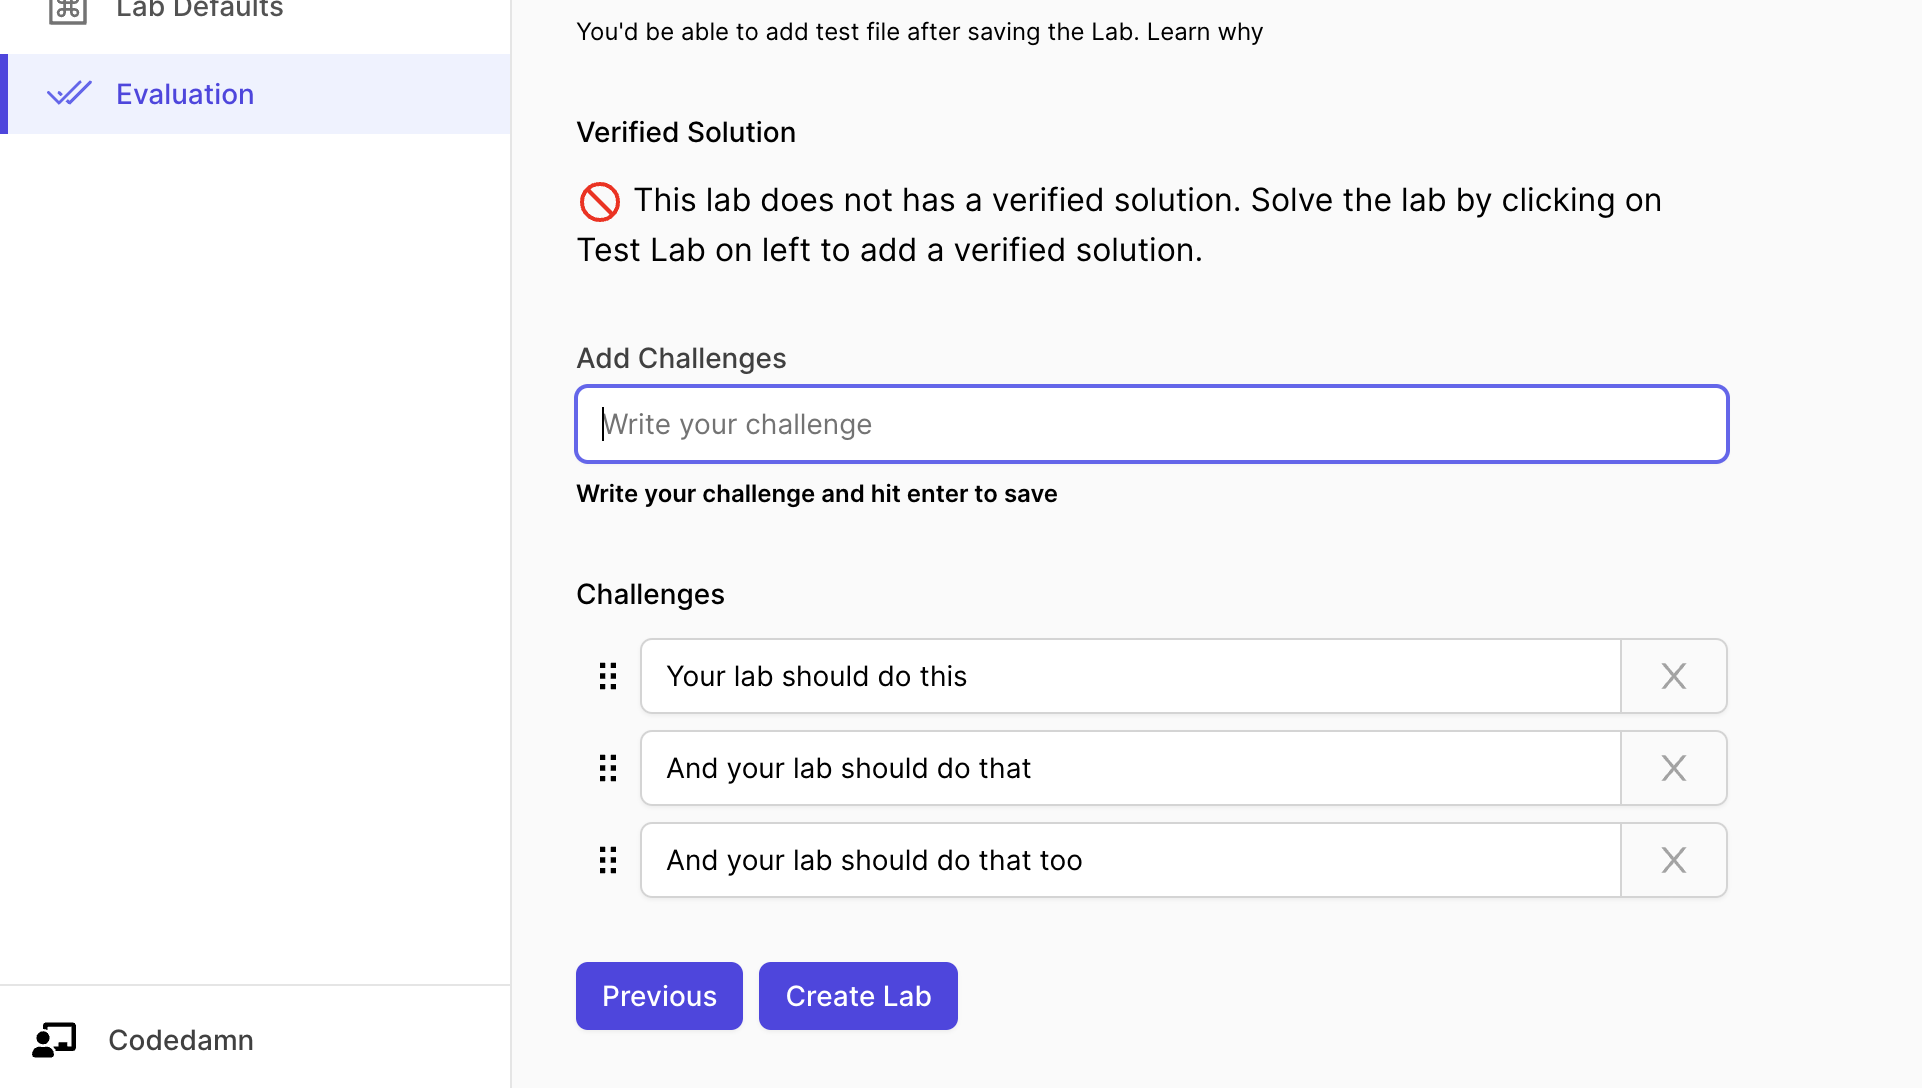 Lab Defaults
Evaluation
Codedamn
You'd be able to add test file after saving the Lab. Learn why
Verified Solution
🚫 This lab does not has a verified solution. Solve the lab by clicking on
Test Lab on left to add a verified solution.
Add Challenges
Write your challenge
Write your challenge and hit enter to save
Challenges
Your lab should do this
X
And your lab should do that
X
And your lab should do that too
X
Previous
Create Lab